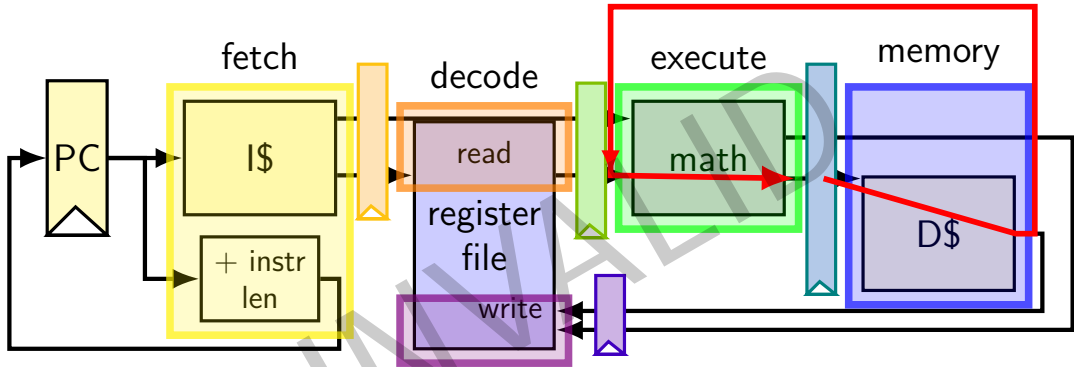 fetch
decode
execute
memory
PC
I$
+ instr
len
read
register
file
write
math
D$
INVALID